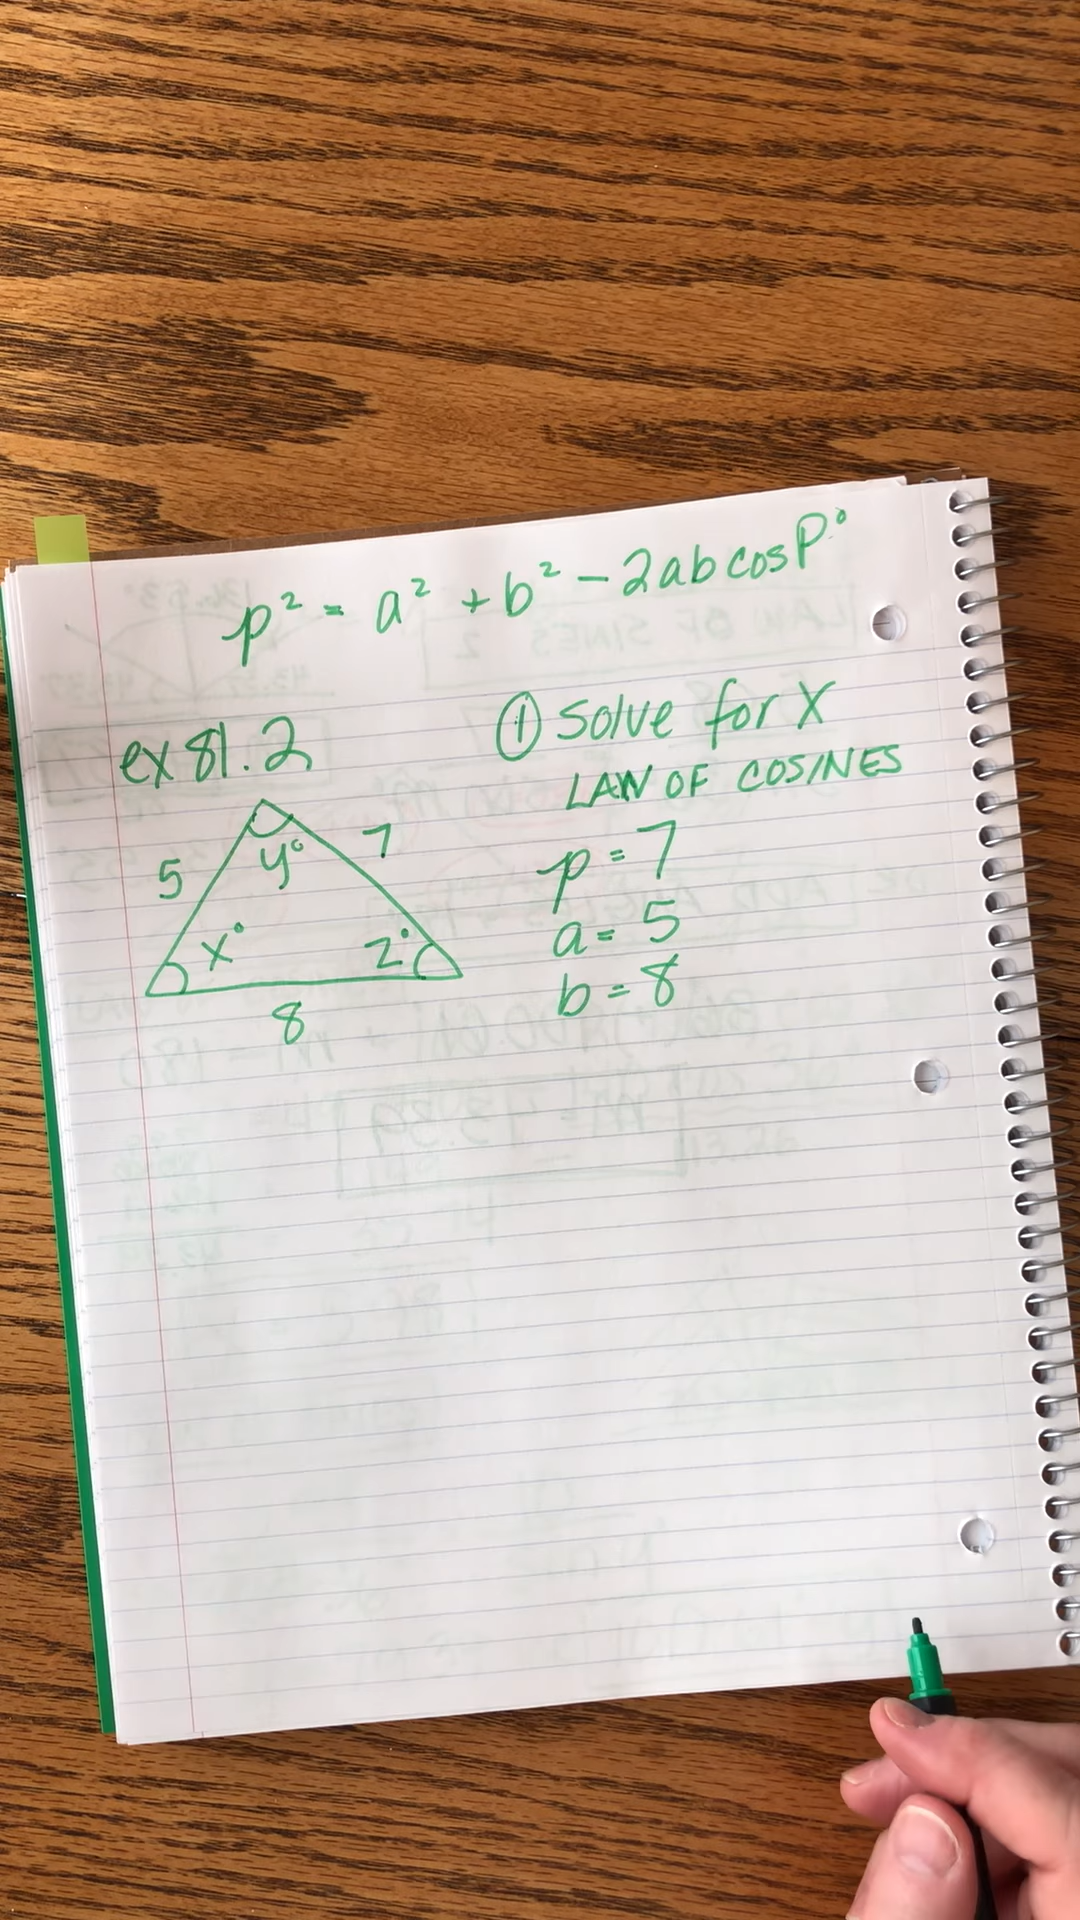 p² = a² + b² - 2ab cos P°
ex 81.2
① Solve for X
LAW OF COSINES
5
y°
7
x°
z°
8
p = 7
a = 5
b = 8